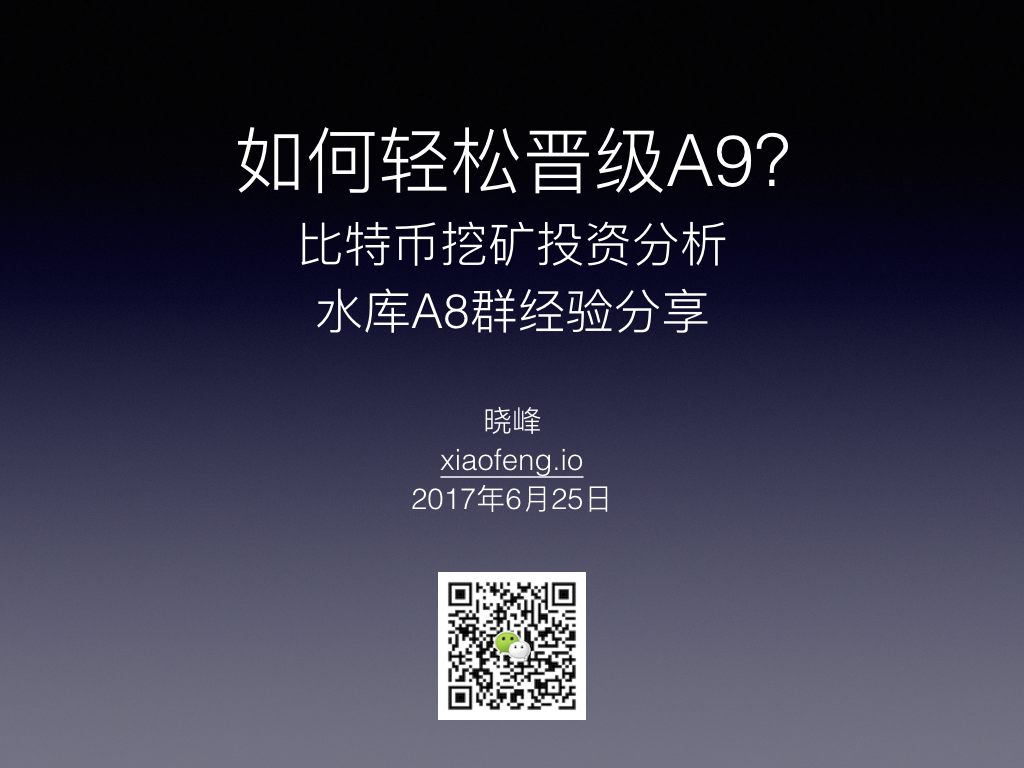 如何轻松晋级A9?
比特币挖矿投资分析
水库A8群经验分享
晓峰
xiaofeng.io
2017年6月25日